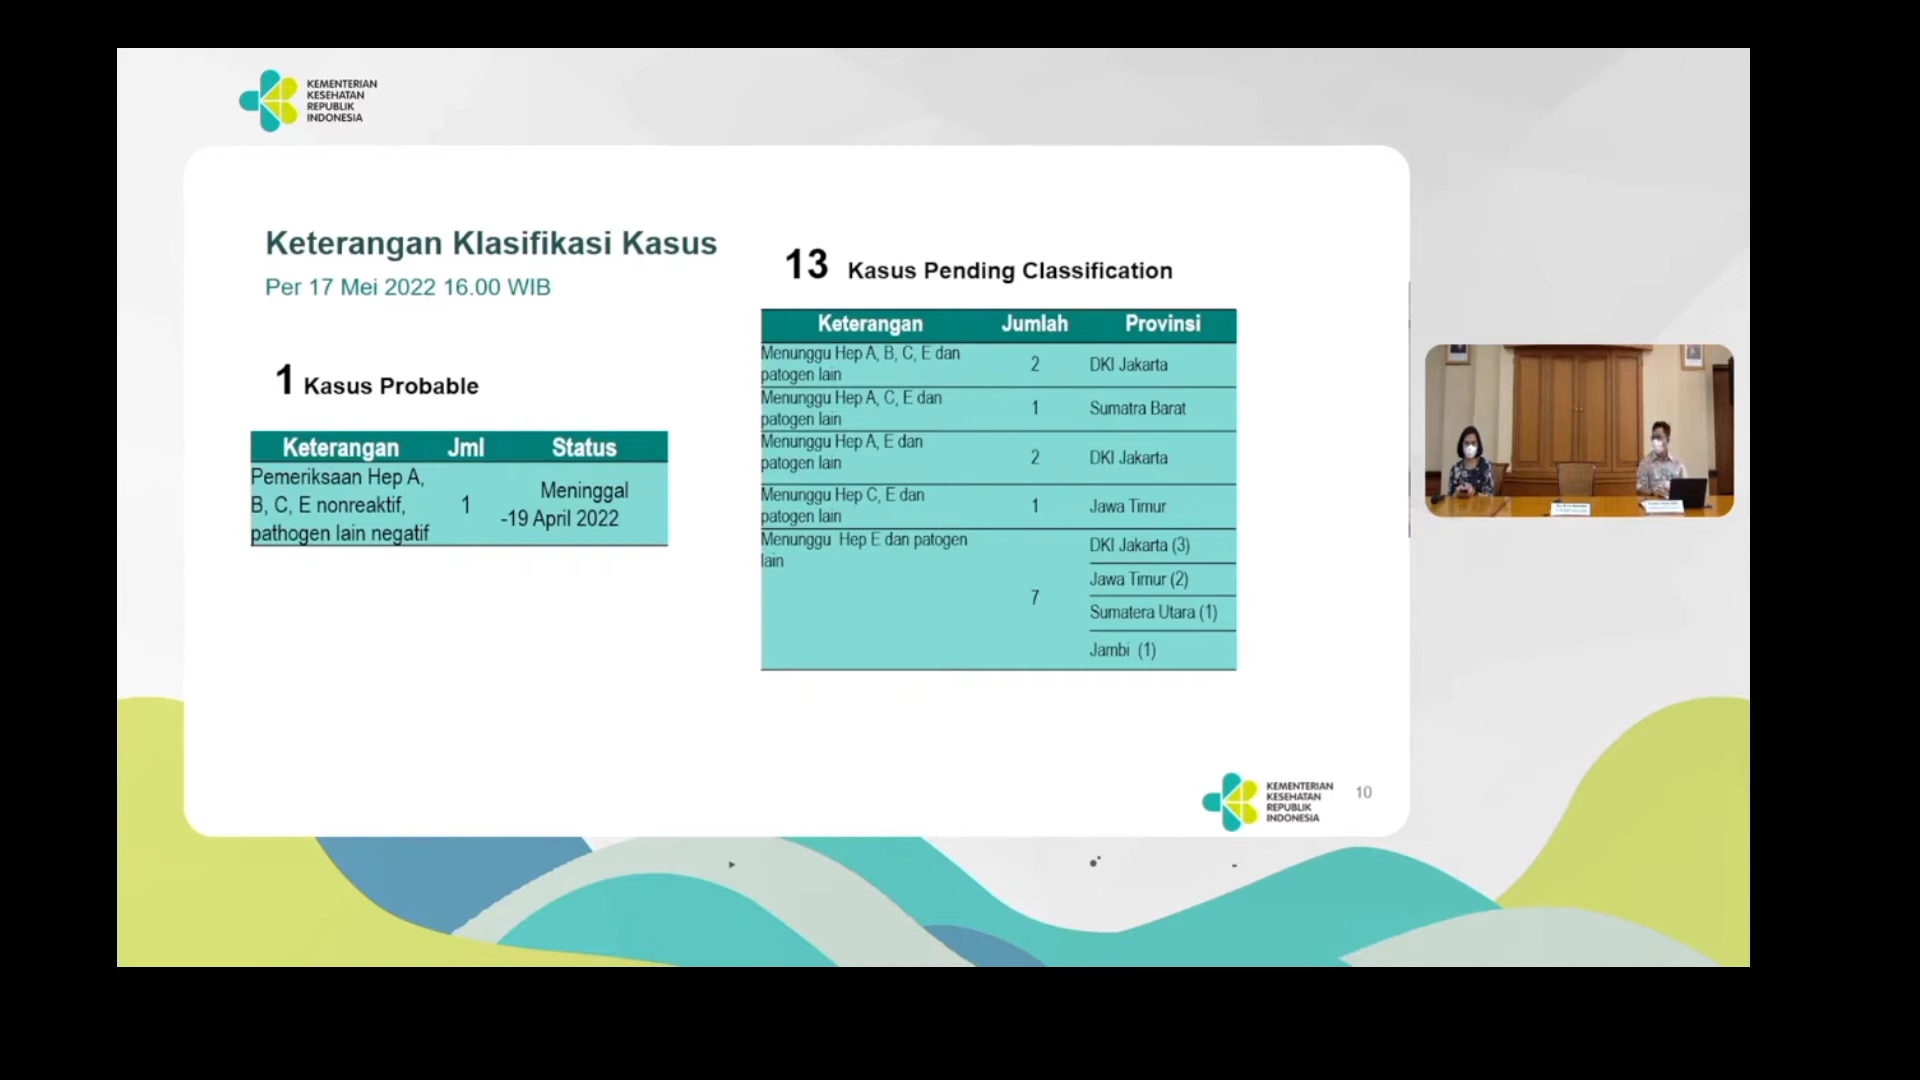 KEMENTERIAN
KESEHATAN
REPUBLIK
INDONESIA
Keterangan Klasifikasi Kasus
Per 17 Mei 2022 16.00 WIB
1 Kasus Probable
Keterangan Jml Status
Pemeriksaan Hep A,
B, C, E nonreaktif,
pathogen lain negatif
1
Meninggal
-19 April 2022
13 Kasus Pending Classification
Keterangan Jumlah Provinsi
Menunggu Hep A, B, C, E dan
patogen lain
2 DKI Jakarta
Menunggu Hep A, C, E dan
patogen lain
1 Sumatra Barat
Menunggu Hep A, E dan
patogen lain
2 DKI Jakarta
Menunggu Hep C, E dan
patogen lain
1 Jawa Timur
Menunggu Hep E dan patogen
lain
7
DKI Jakarta (3)
Jawa Timur (2)
Sumatera Utara (1)
Jambi (1)
KEMENTERIAN
KESEHATAN
REPUBLIK
INDONESIA
10